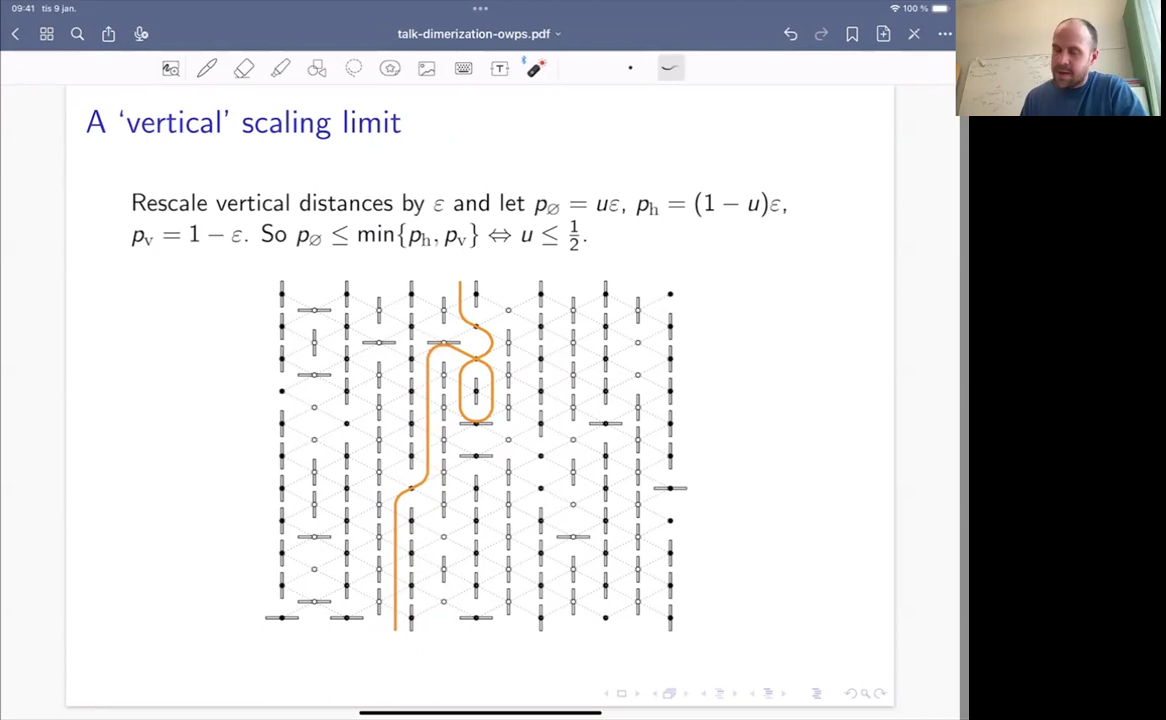 09:41 tis 9 jan.
100 %
talk-dimerization-owps.pdf
A ‘vertical’ scaling limit
Rescale vertical distances by ε and let p∅ = uε, pₕ = (1 − u)ε,
pᵥ = 1 − ε. So p∅ ≤ min{pₕ, pᵥ} ⇔ u ≤ 1/2.